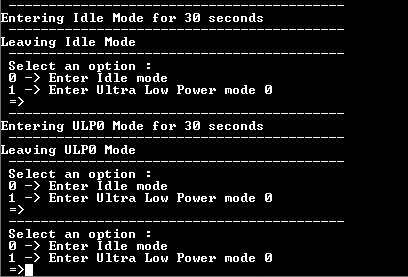 ----------------------------------------
Entering Idle Mode for 30 seconds
----------------------------------------
Leaving Idle Mode
----------------------------------------
Select an option :
0 -> Enter Idle mode
1 -> Enter Ultra Low Power mode 0
=>
----------------------------------------
Entering ULP0 Mode for 30 seconds
----------------------------------------
Leaving ULP0 Mode
----------------------------------------
Select an option :
0 -> Enter Idle mode
1 -> Enter Ultra Low Power mode 0
=>
----------------------------------------
Select an option :
0 -> Enter Idle mode
1 -> Enter Ultra Low Power mode 0
=>